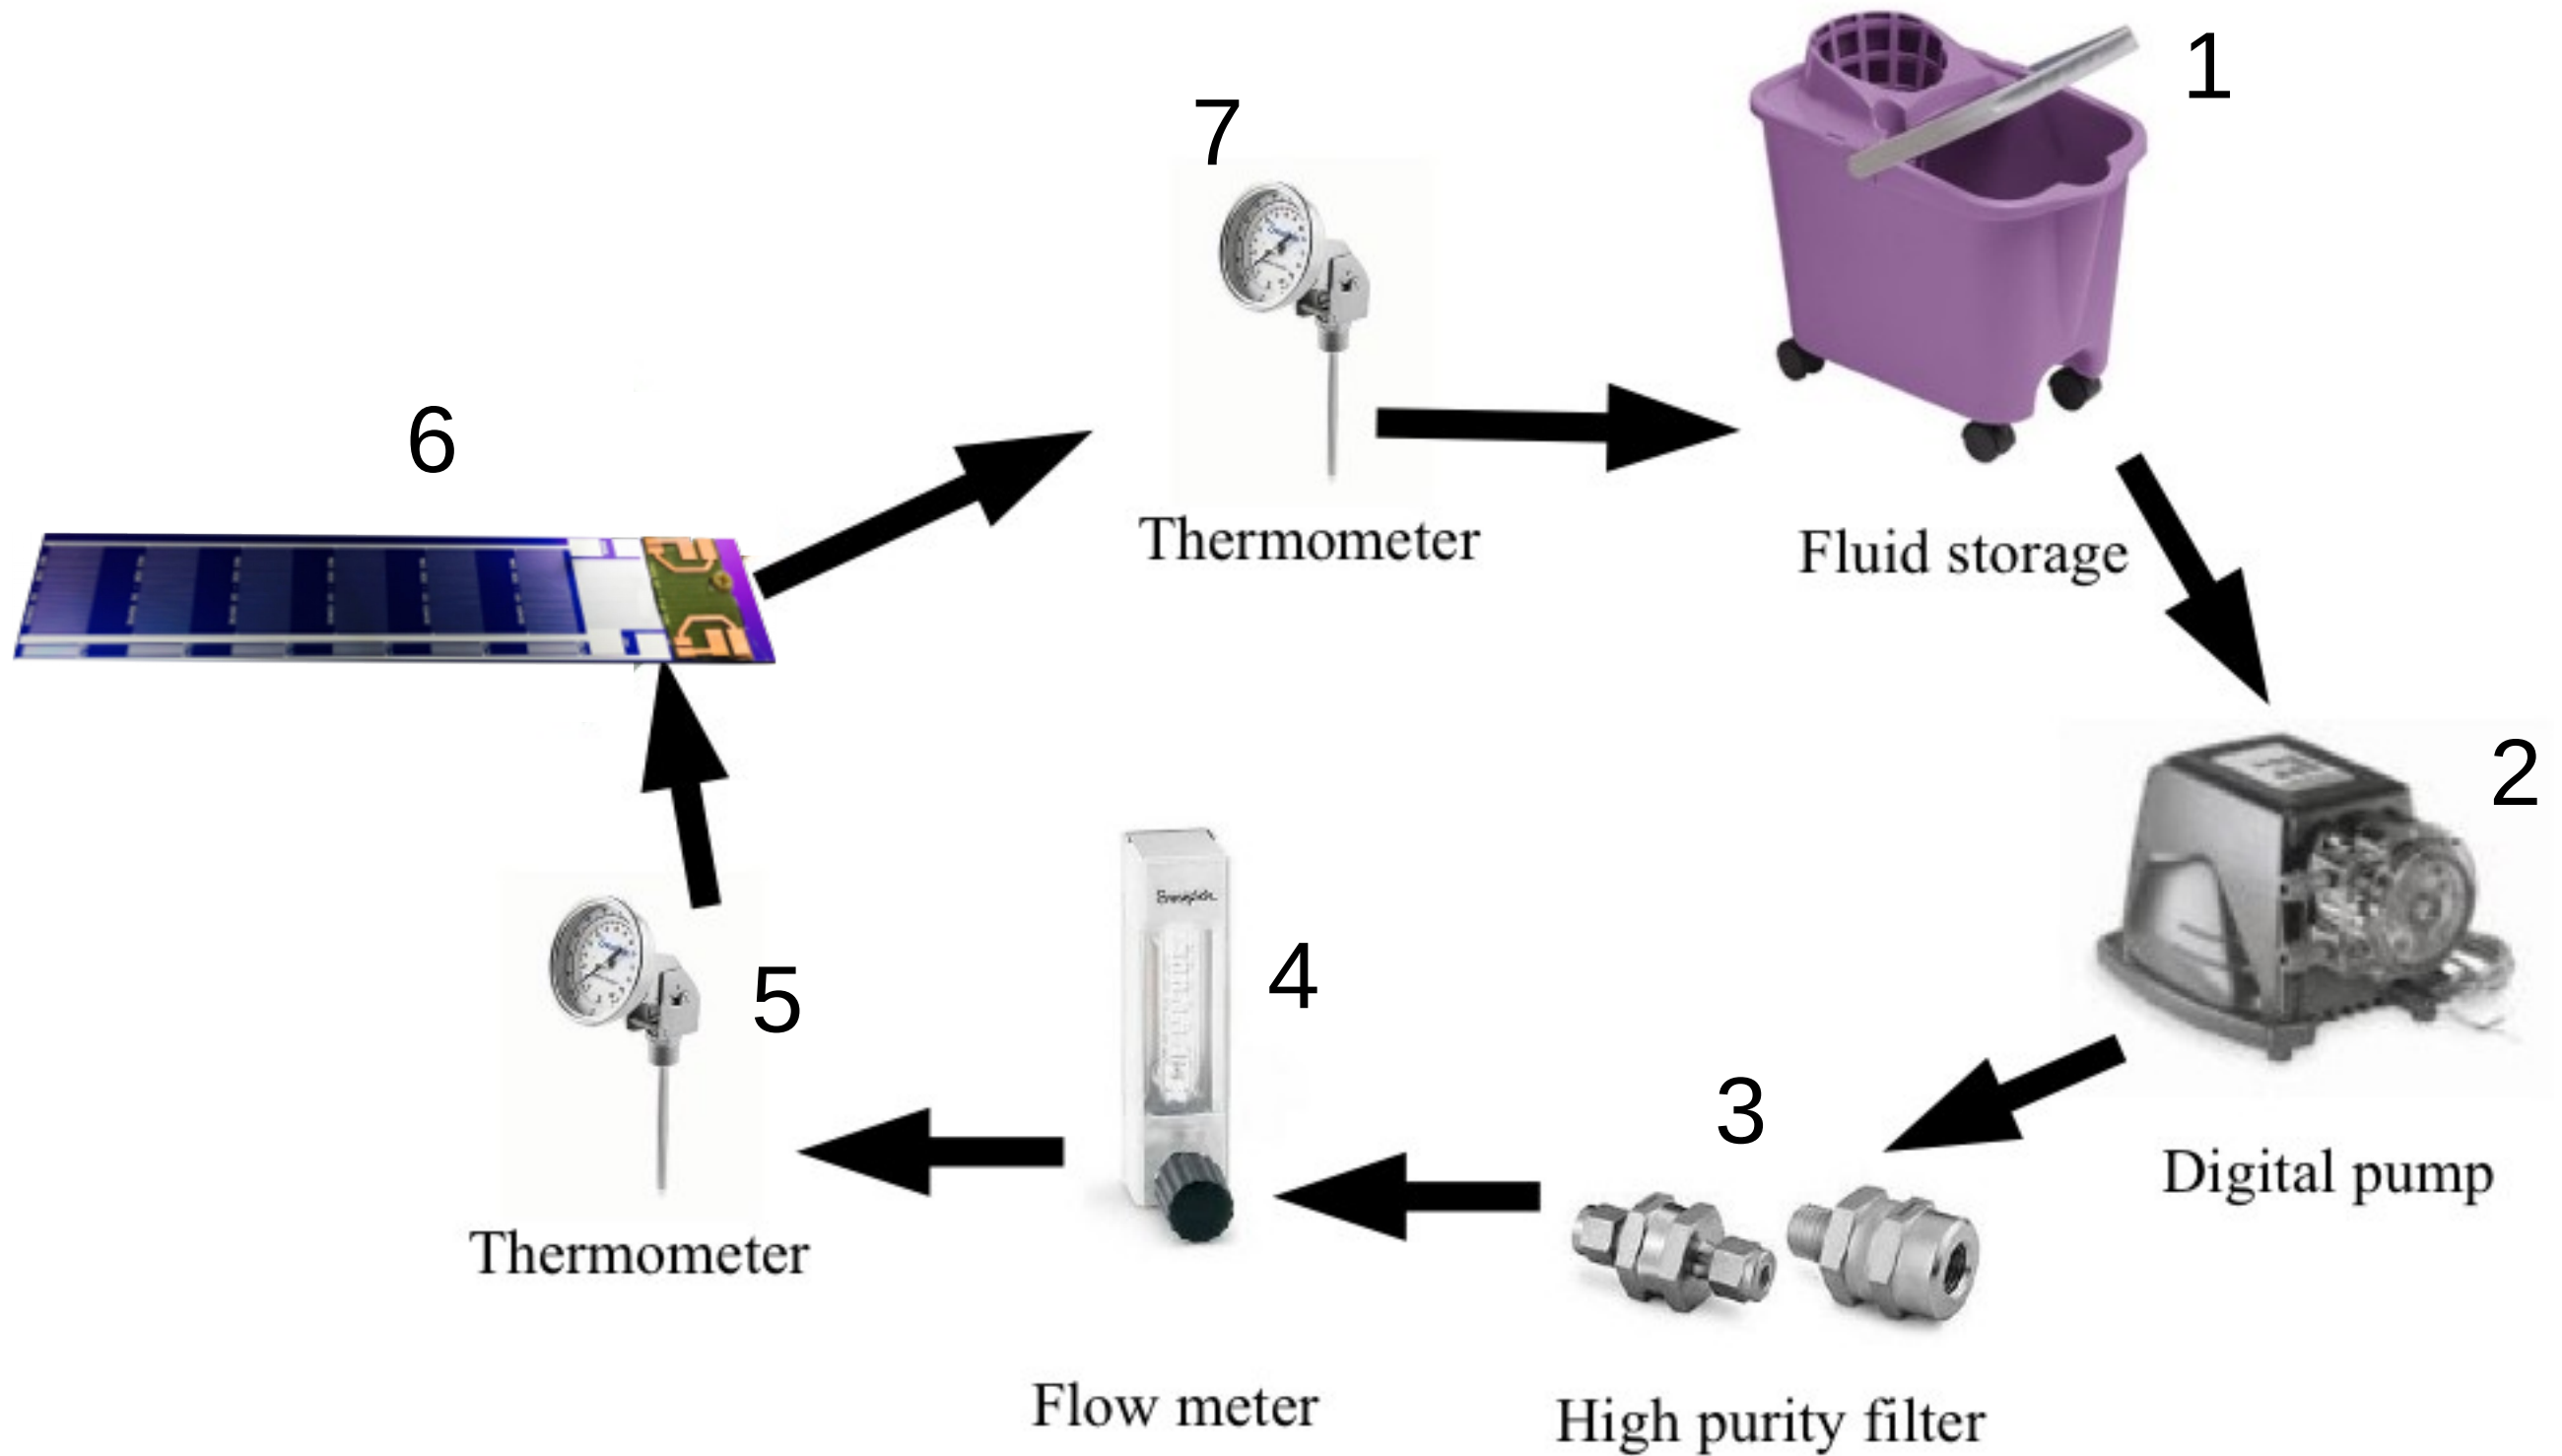 1
7
6
Thermometer
Fluid storage
2
4
5
3
Digital pump
Thermometer
Flow meter
High purity filter